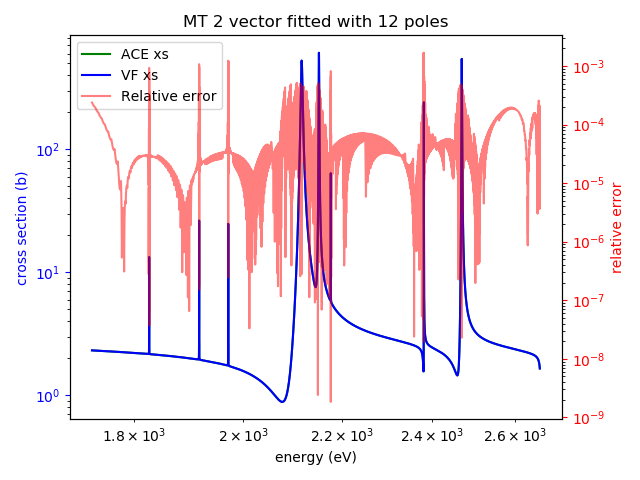 MT 2 vector fitted with 12 poles
ACE xs
VF xs
Relative error
10²
10¹
10⁰
cross section (b)
10⁻³
10⁻⁴
10⁻⁵
10⁻⁶
10⁻⁷
10⁻⁸
10⁻⁹
relative error
1.8 × 10³ 2 × 10³ 2.2 × 10³ 2.4 × 10³ 2.6 × 10³
energy (eV)